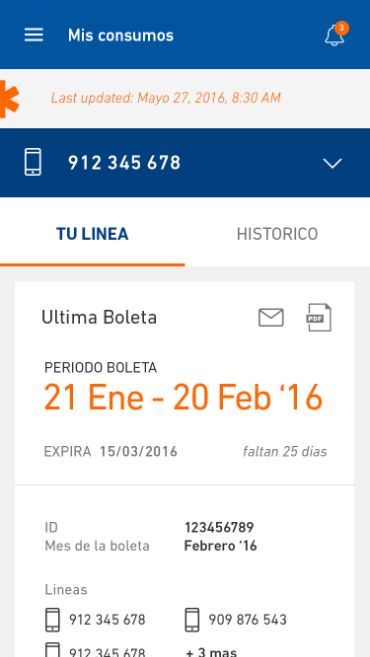 Mis consumos
3
Last updated: Mayo 27, 2016, 8:30 AM
912 345 678
TU LINEA HISTORICO
Ultima Boleta
PDF
PERIODO BOLETA
21 Ene - 20 Feb ‘16
EXPIRA 15/03/2016 faltan 25 dias
ID 123456789
Mes de la boleta Febrero ‘16
Lineas
912 345 678 909 876 543
912 345 678 + 3 mas